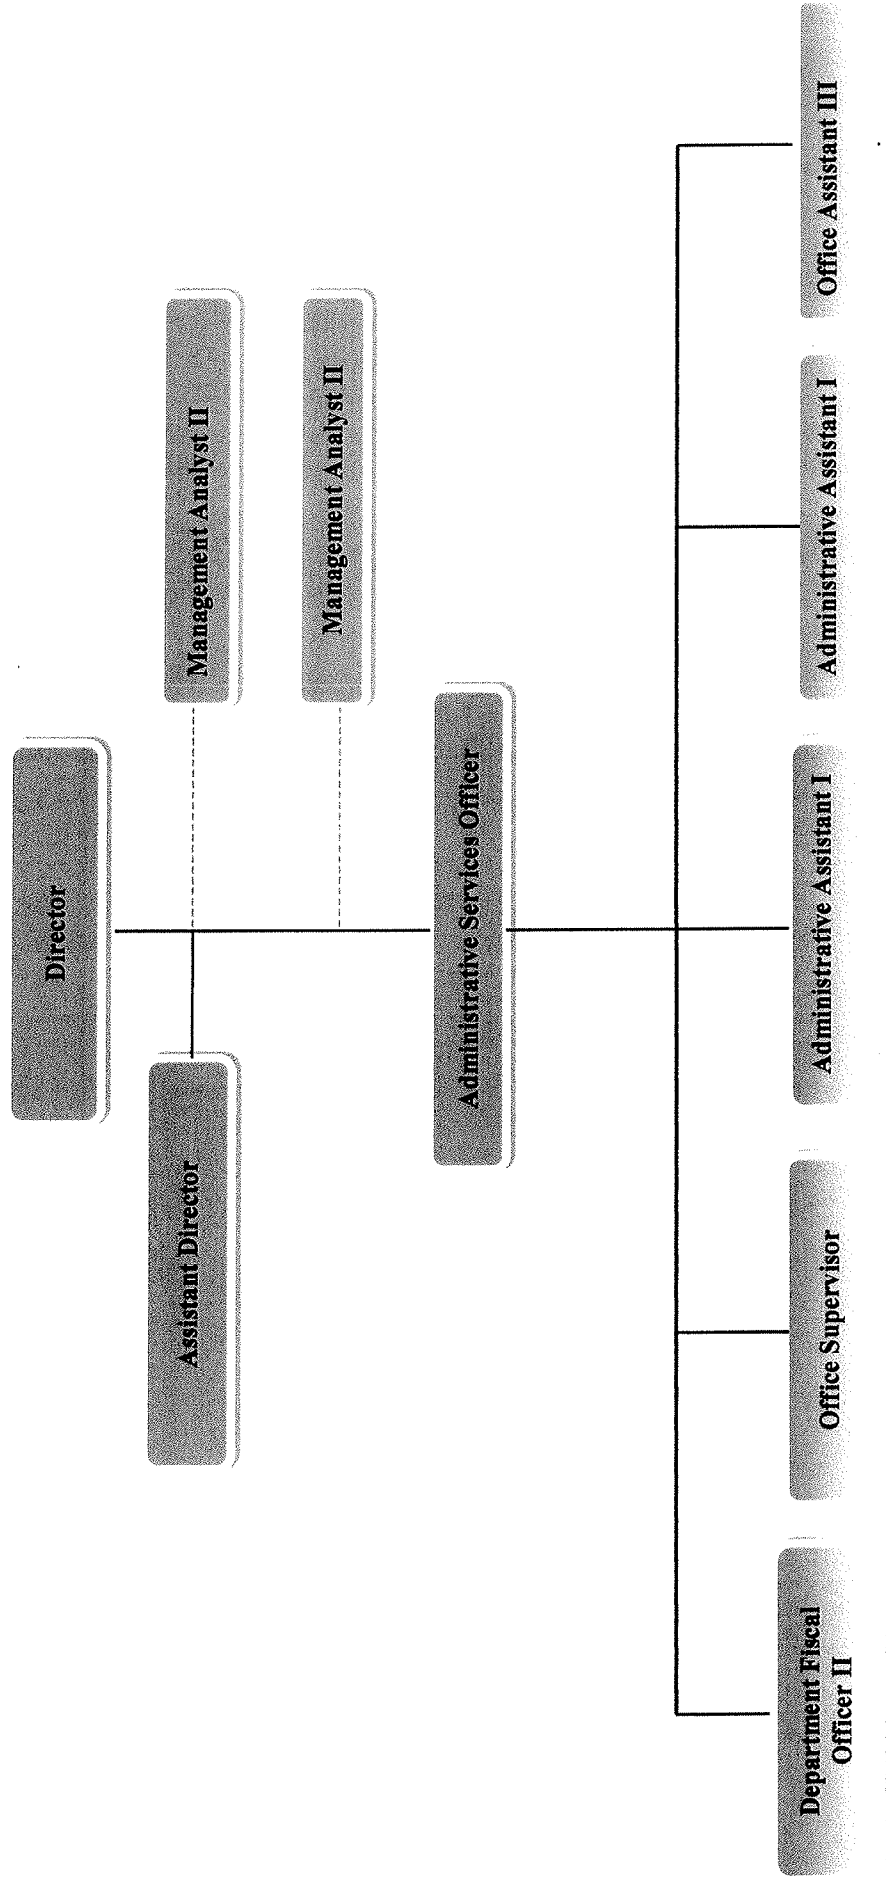 Director
Assistant Director
Management Analyst II
Management Analyst II
Administrative Services Officer
Department Fiscal
Officer II
Office Supervisor
Administrative Assistant I
Administrative Assistant I
Office Assistant III